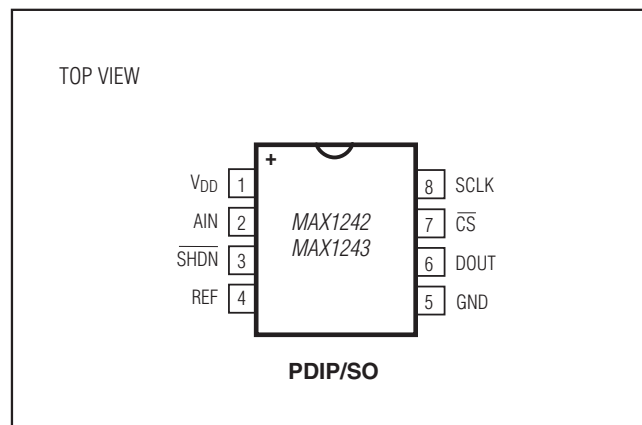 TOP VIEW
+
VDD 1
AIN 2
SHDN 3
REF 4
MAX1242
MAX1243
8 SCLK
7 CS
6 DOUT
5 GND
PDIP/SO